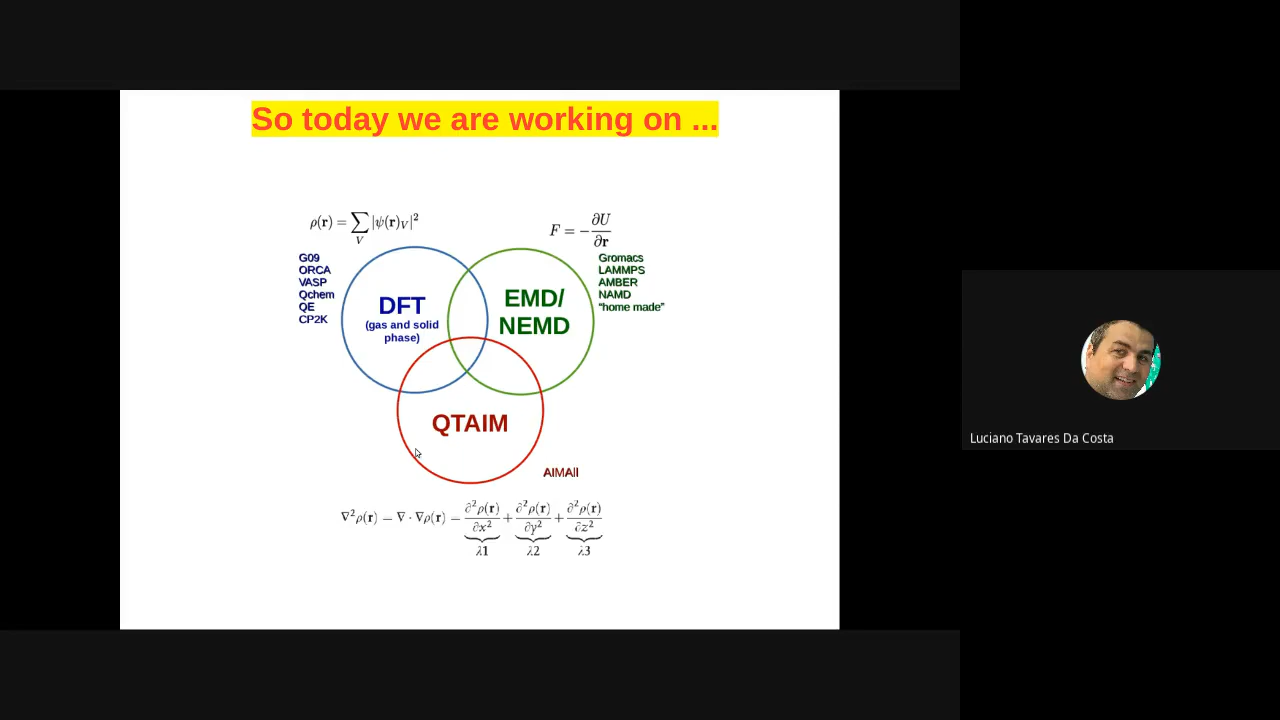 So today we are working on ...
ρ(r) = ∑_V |ψ(r)_V|²
F = −∂U/∂r
G09
ORCA
VASP
Qchem
QE
CP2K
DFT
(gas and solid
phase)
EMD/
NEMD
Gromacs
LAMMPS
AMBER
NAMD
"home made"
QTAIM
AIMAll
∇²ρ(r) = ∇ · ∇ρ(r) = ∂²ρ(r)/∂x² + ∂²ρ(r)/∂y² + ∂²ρ(r)/∂z²
λ1 λ2 λ3
Luciano Tavares Da Costa